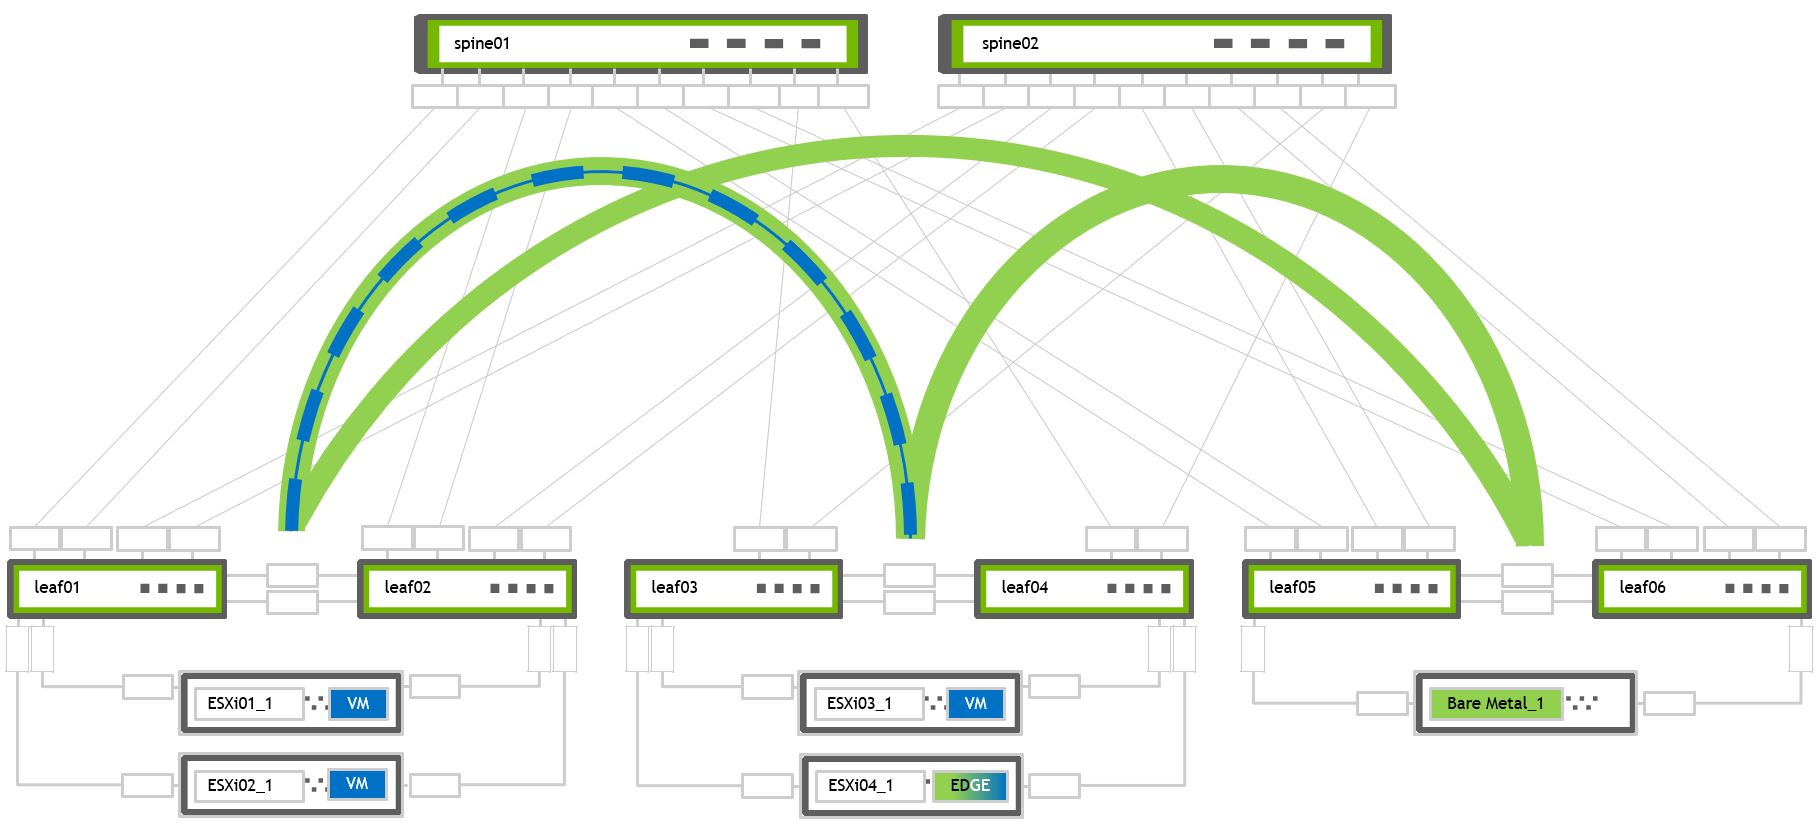 spine01
spine02
leaf01
leaf02
leaf03
leaf04
leaf05
leaf06
ESXi01_1
VM
ESXi03_1
VM
Bare Metal_1
ESXi02_1
VM
ESXi04_1
EDGE